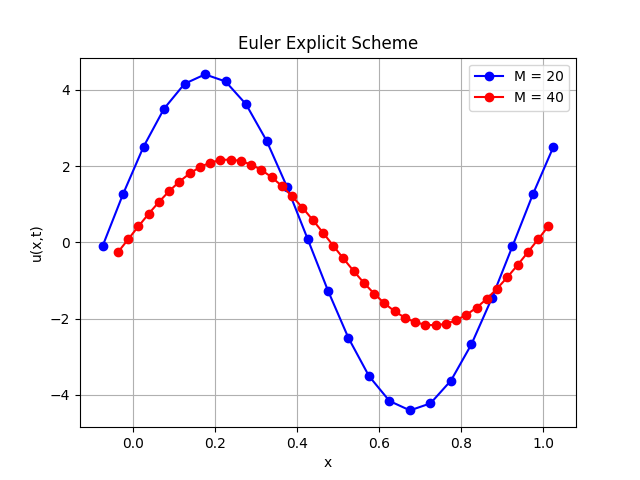 Euler Explicit Scheme
M = 20
M = 40
u(x,t)
4
2
0
−2
−4
0.0 0.2 0.4 0.6 0.8 1.0
x